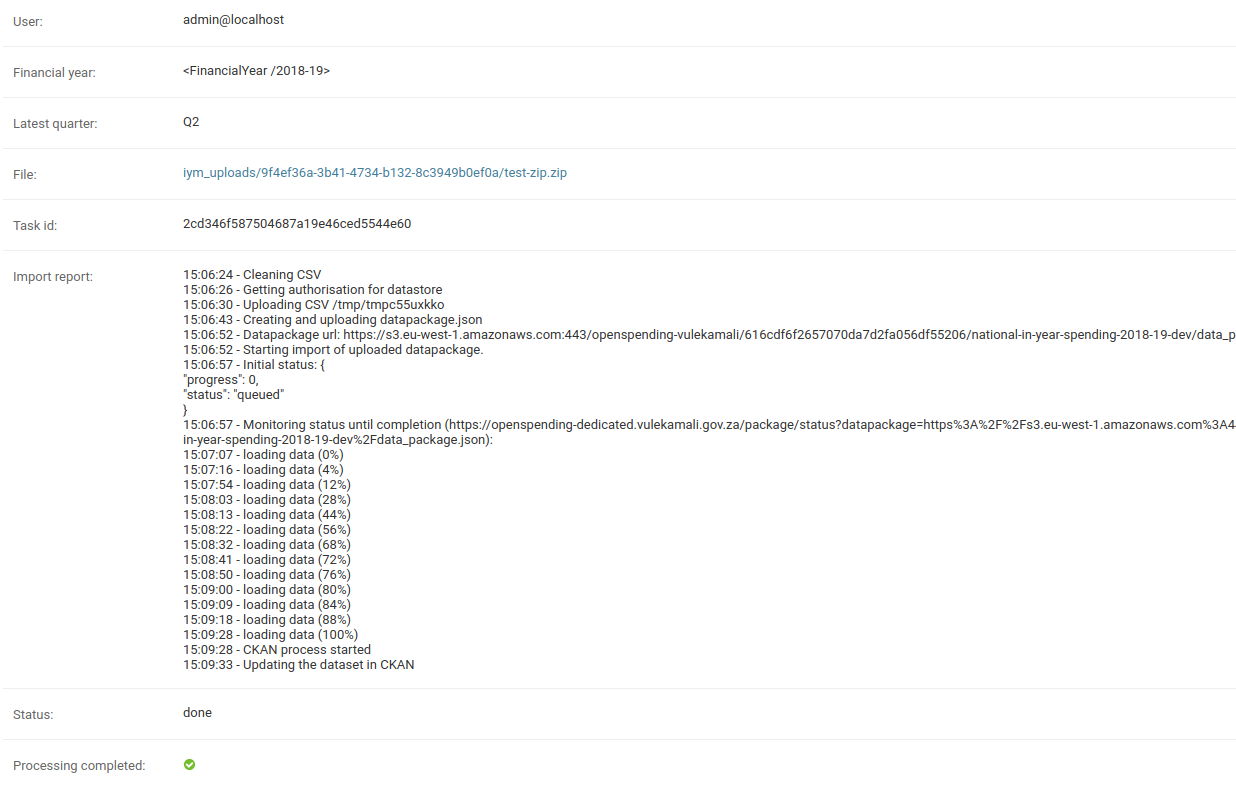 User: admin@localhost
Financial year: <FinancialYear /2018-19>
Latest quarter: Q2
File: iym_uploads/9f4ef36a-3b41-4734-b132-8c3949b0ef0a/test-zip.zip
Task id: 2cd346f587504687a19e46ced5544e60
Import report: 15:06:24 - Cleaning CSV
15:06:26 - Getting authorisation for datastore
15:06:30 - Uploading CSV /tmp/tmpc55uxkko
15:06:43 - Creating and uploading datapackage.json
15:06:52 - Datapackage url: https://s3.eu-west-1.amazonaws.com:443/openspending-vulekamali/616cdf6f2657070da7d2fa056df55206/national-in-year-spending-2018-19-dev/data_p
15:06:52 - Starting import of uploaded datapackage.
15:06:57 - Initial status: {
"progress": 0,
"status": "queued"
}
15:06:57 - Monitoring status until completion (https://openspending-dedicated.vulekamali.gov.za/package/status?datapackage=https%3A%2F%2Fs3.eu-west-1.amazonaws.com%3A4
in-year-spending-2018-19-dev%2Fdata_package.json):
15:07:07 - loading data (0%)
15:07:16 - loading data (4%)
15:07:54 - loading data (12%)
15:08:03 - loading data (28%)
15:08:13 - loading data (44%)
15:08:22 - loading data (56%)
15:08:32 - loading data (68%)
15:08:41 - loading data (72%)
15:08:50 - loading data (76%)
15:09:00 - loading data (80%)
15:09:09 - loading data (84%)
15:09:18 - loading data (88%)
15:09:28 - loading data (100%)
15:09:28 - CKAN process started
15:09:33 - Updating the dataset in CKAN
Status: done
Processing completed: